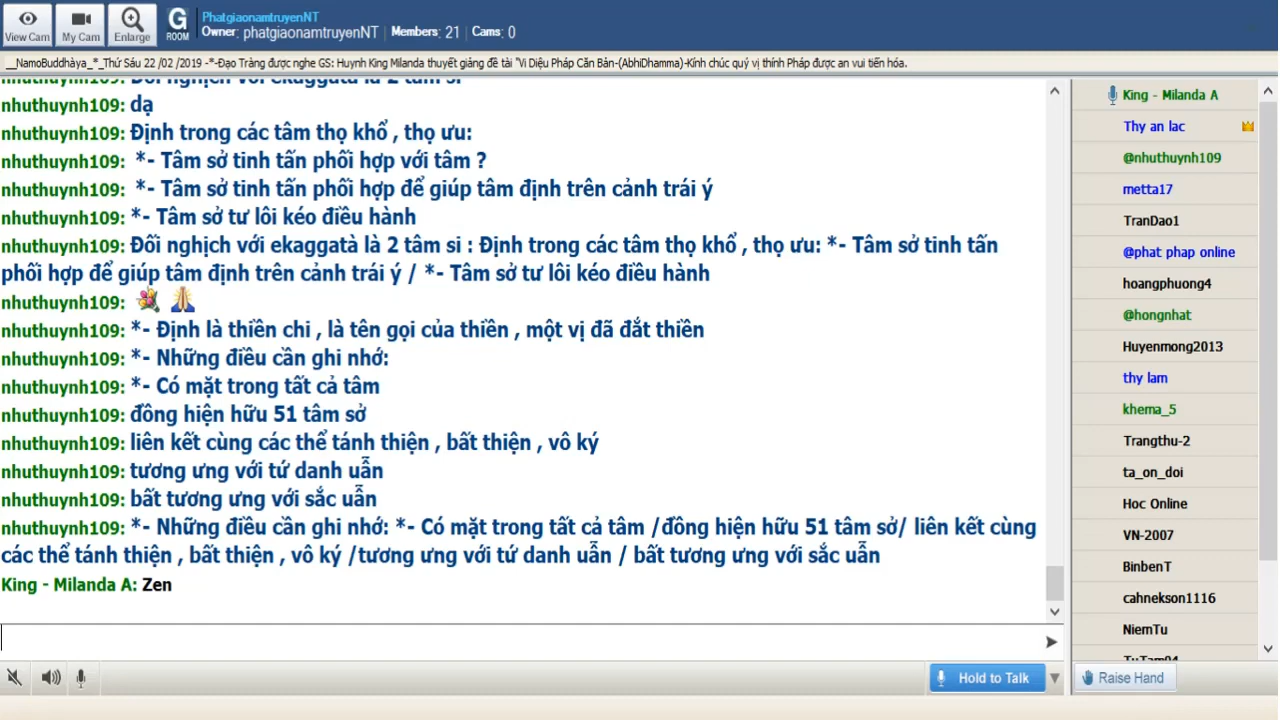 View Cam
My Cam
Enlarge
G ROOM
PhatgiaonamtruyenNT
Owner: phatgiaonamtruyenNT | Members: 21 | Cams: 0
__NamoBuddhàya_*_Thứ Sáu 22 /02 /2019 -*-Đạo Tràng được nghe GS: Huynh King Milanda thuyết giảng đề tài "Vi Diệu Pháp Căn Bản-(AbhiDhamma)-Kính chúc quý vị thính Pháp được an vui tiến hóa.
Đối nghịch với ekaggatà là 2 tâm si
nhuthuynh109: dạ
nhuthuynh109: Định trong các tâm thọ khổ , thọ ưu:
nhuthuynh109: *- Tâm sở tinh tấn phối hợp với tâm ?
nhuthuynh109: *- Tâm sở tinh tấn phối hợp để giúp tâm định trên cảnh trái ý
nhuthuynh109: *- Tâm sở tư lôi kéo điều hành
nhuthuynh109: Đối nghịch với ekaggatà là 2 tâm si : Định trong các tâm thọ khổ , thọ ưu: *- Tâm sở tinh tấn
phối hợp để giúp tâm định trên cảnh trái ý / *- Tâm sở tư lôi kéo điều hành
nhuthuynh109:
nhuthuynh109: *- Định là thiền chi , là tên gọi của thiền , một vị đã đắt thiền
nhuthuynh109: *- Những điều cần ghi nhớ:
nhuthuynh109: *- Có mặt trong tất cả tâm
nhuthuynh109: đồng hiện hữu 51 tâm sở
nhuthuynh109: liên kết cùng các thể tánh thiện , bất thiện , vô ký
nhuthuynh109: tương ưng với tứ danh uẫn
nhuthuynh109: bất tương ưng với sắc uẫn
nhuthuynh109: *- Những điều cần ghi nhớ: *- Có mặt trong tất cả tâm /đồng hiện hữu 51 tâm sở/ liên kết cùng
các thể tánh thiện , bất thiện , vô ký /tương ưng với tứ danh uẫn / bất tương ưng với sắc uẫn
King - Milanda A: Zen
Hold to Talk
King - Milanda A
Thy an lac
@nhuthuynh109
metta17
TranDao1
@phat phap online
hoangphuong4
@hongnhat
Huyenmong2013
thy lam
khema_5
Trangthu-2
ta_on_doi
Hoc Online
VN-2007
BinbenT
cahnekson1116
NiemTu
Raise Hand